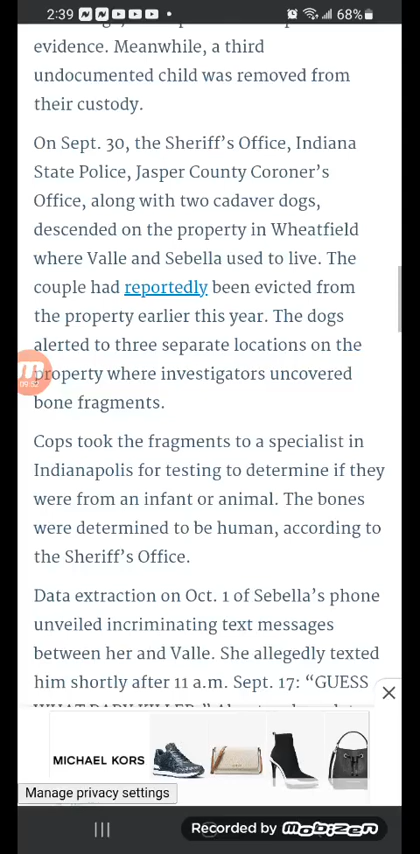 2:39
68%
evidence. Meanwhile, a third
undocumented child was removed from
their custody.
On Sept. 30, the Sheriff's Office, Indiana
State Police, Jasper County Coroner's
Office, along with two cadaver dogs,
descended on the property in Wheatfield
where Valle and Sebella used to live. The
couple had reportedly been evicted from
the property earlier this year. The dogs
alerted to three separate locations on the
property where investigators uncovered
bone fragments.
09:52
Cops took the fragments to a specialist in
Indianapolis for testing to determine if they
were from an infant or animal. The bones
were determined to be human, according to
the Sheriff's Office.
Data extraction on Oct. 1 of Sebella's phone
unveiled incriminating text messages
between her and Valle. She allegedly texted
him shortly after 11 a.m. Sept. 17: “GUESS
MICHAEL KORS
Manage privacy settings
Recorded by mobizen